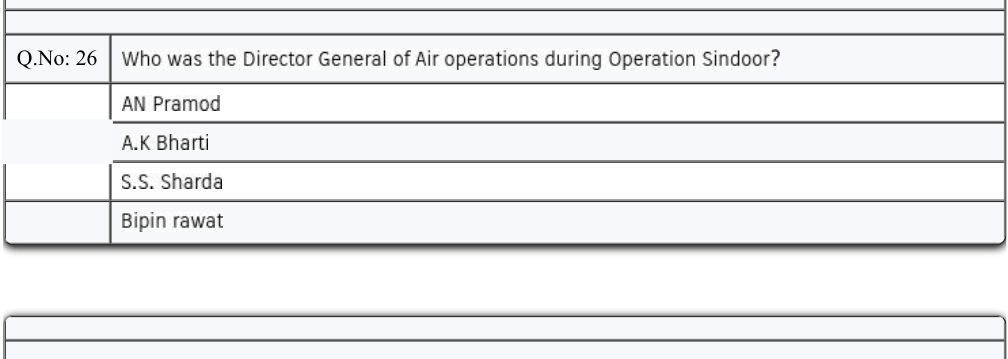 Q.No: 26 Who was the Director General of Air operations during Operation Sindoor?
AN Pramod
A.K Bharti
S.S. Sharda
Bipin rawat